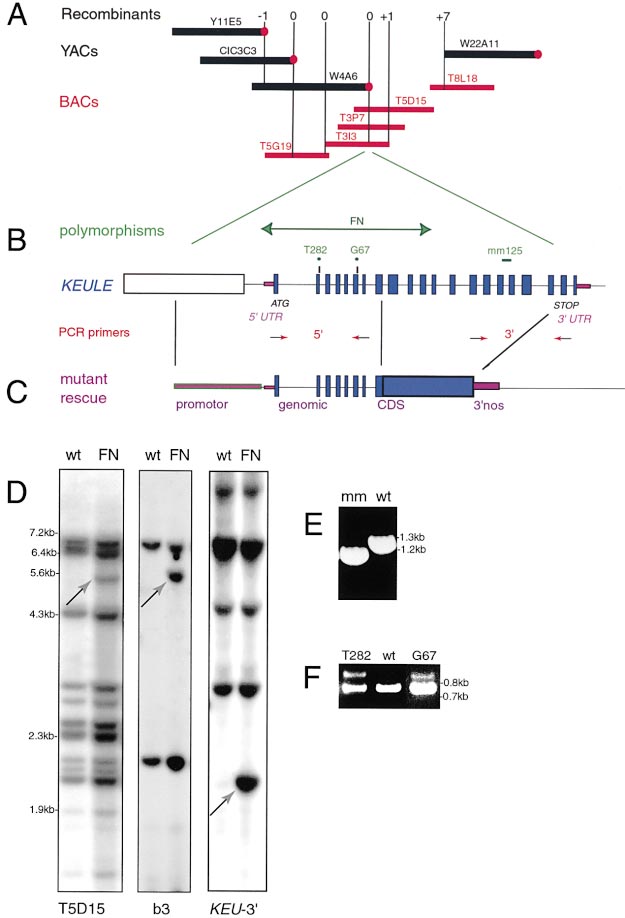 A
Recombinants
-1 0 0 0 +1 +7
Y11E5
YACs
CIC3C3
W22A11
W4A6
T8L18
BACs
T5D15
T3P7
T3I3
T5G19
polymorphisms
FN
B
T282 G67
mm125
KEULE
ATG
STOP
5' UTR
3' UTR
PCR primers
5'
3'
C
mutant
rescue
promotor genomic CDS 3'nos
D
wt FN wt FN wt FN
7.2kb-
6.4kb-
5.6kb-
4.3kb-
2.3kb-
1.9kb-
T5D15 b3 KEU-3'
E
mm wt
-1.3kb
-1.2kb
F
T282 wt G67
-0.8kb
-0.7kb